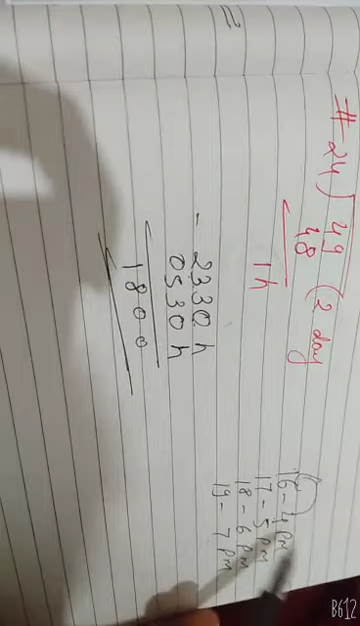 # 24) 49 (2 day
48
1h
- 2330 h
0530 h
1800
16 - 4 pm
17 - 5 pm
18 - 6 pm
19 - 7 pm
B612